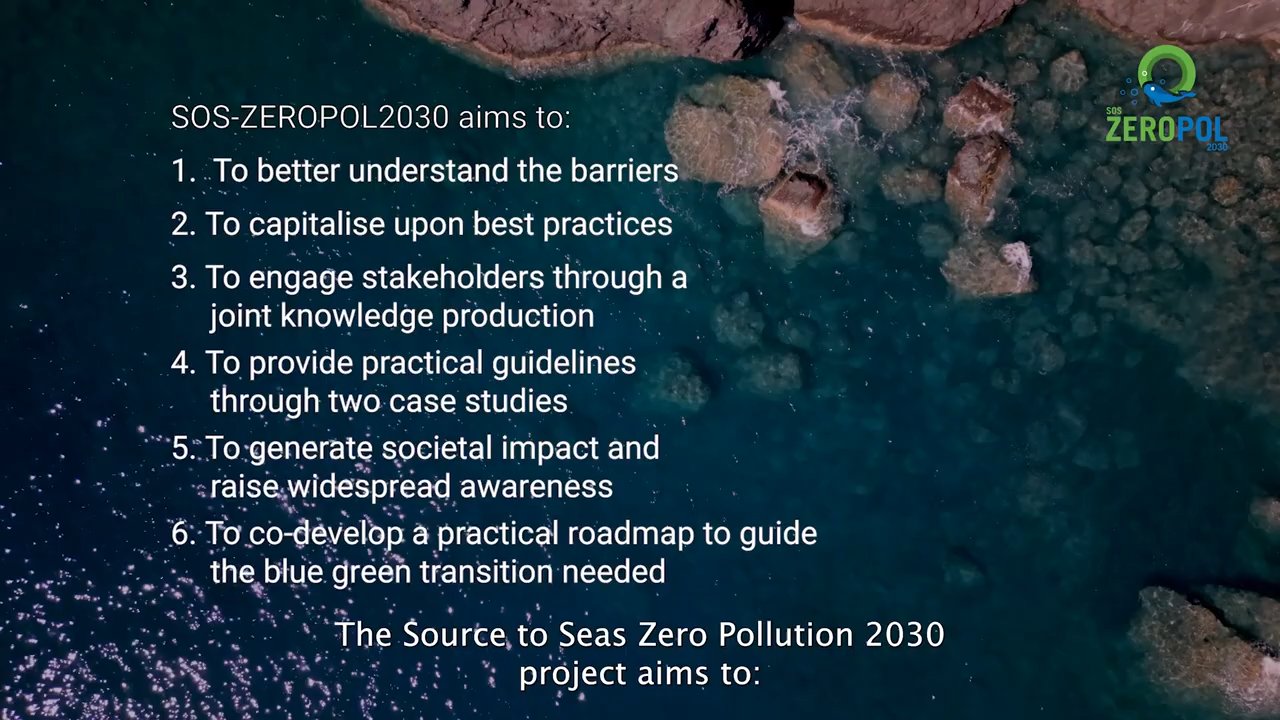 SOS-ZEROPOL2030 aims to:
1. To better understand the barriers
2. To capitalise upon best practices
3. To engage stakeholders through a
joint knowledge production
4. To provide practical guidelines
through two case studies
5. To generate societal impact and
raise widespread awareness
6. To co-develop a practical roadmap to guide
the blue green transition needed
SOS
ZEROPOL
2030
The Source to Seas Zero Pollution 2030
project aims to: